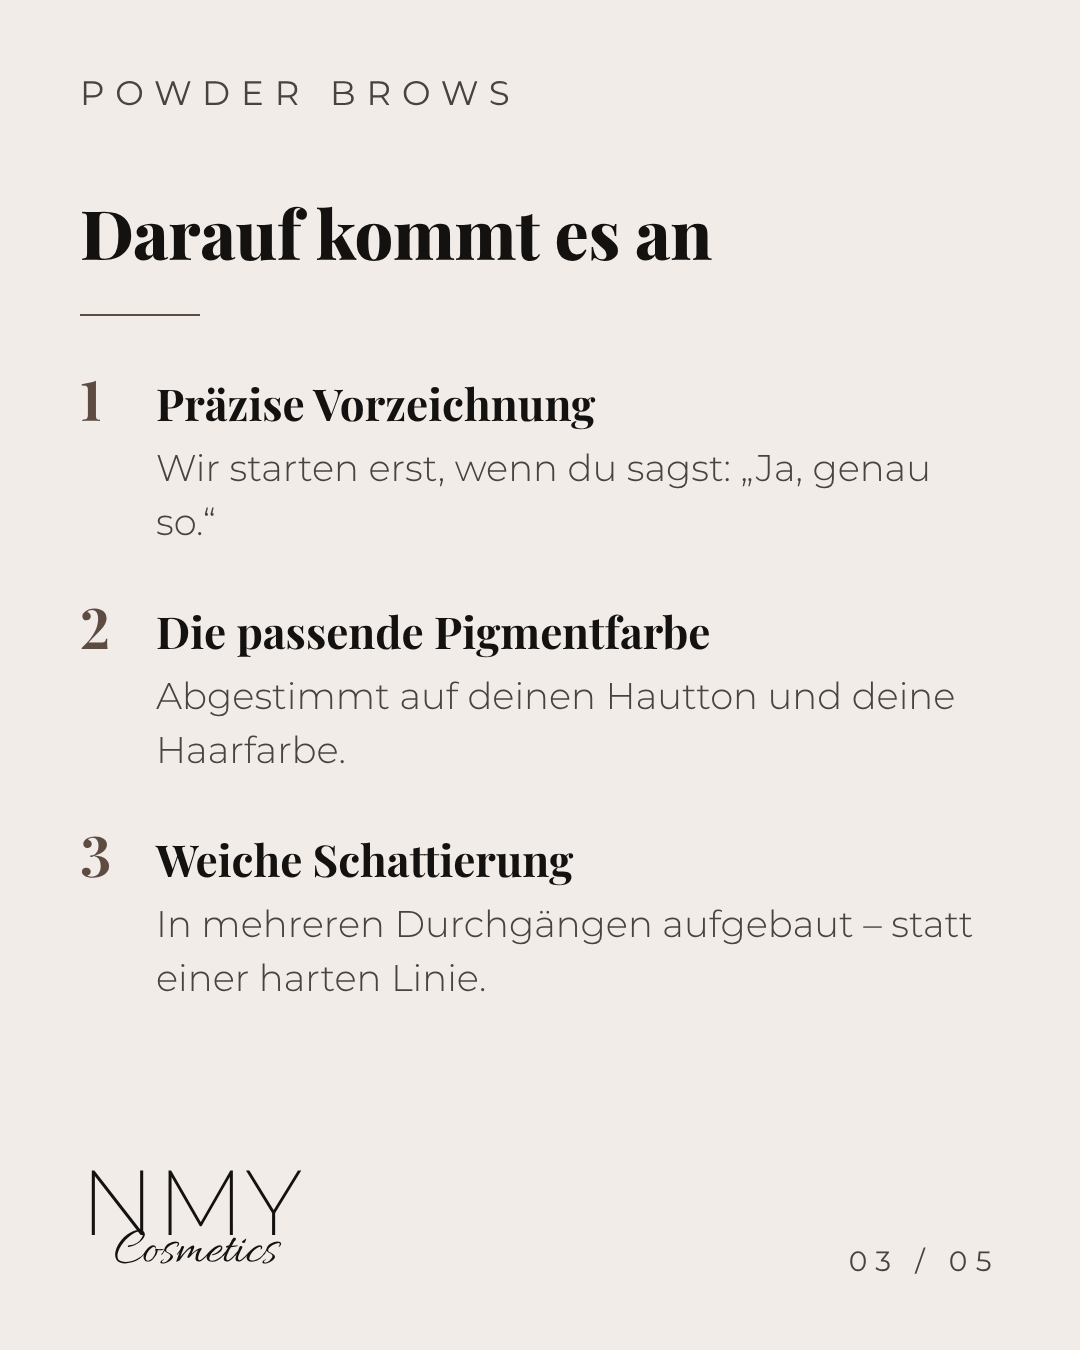 POWDER BROWS
Darauf kommt es an
1 Präzise Vorzeichnung
Wir starten erst, wenn du sagst: „Ja, genau
so.“
2 Die passende Pigmentfarbe
Abgestimmt auf deinen Hautton und deine
Haarfarbe.
3 Weiche Schattierung
In mehreren Durchgängen aufgebaut – statt
einer harten Linie.
NMY
Cosmetics
03 / 05